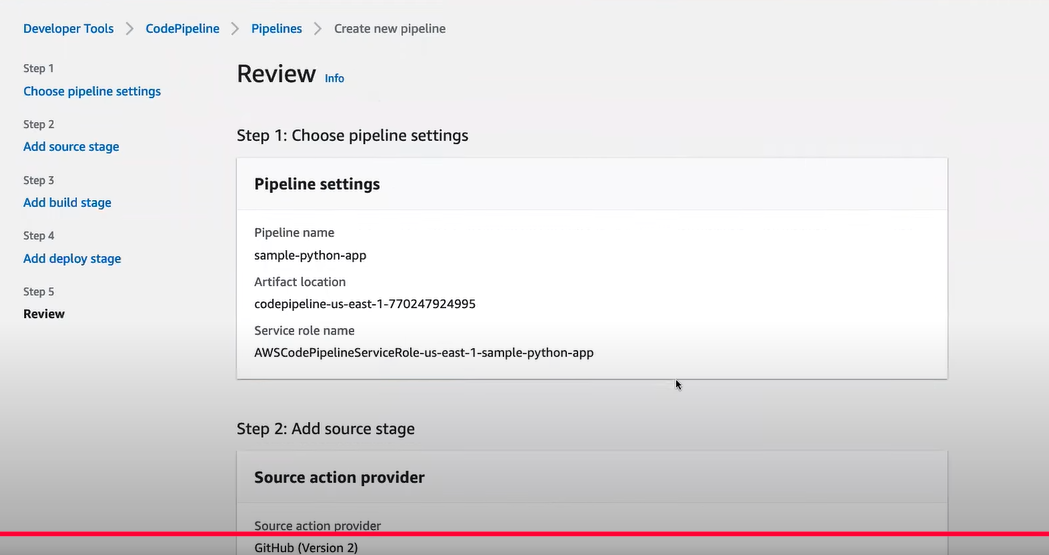 Developer Tools > CodePipeline > Pipelines > Create new pipeline
Step 1
Choose pipeline settings
Step 2
Add source stage
Step 3
Add build stage
Step 4
Add deploy stage
Step 5
Review
Review Info
Step 1: Choose pipeline settings
Pipeline settings
Pipeline name
sample-python-app
Artifact location
codepipeline-us-east-1-770247924995
Service role name
AWSCodePipelineServiceRole-us-east-1-sample-python-app
Step 2: Add source stage
Source action provider
Source action provider
GitHub (Version 2)